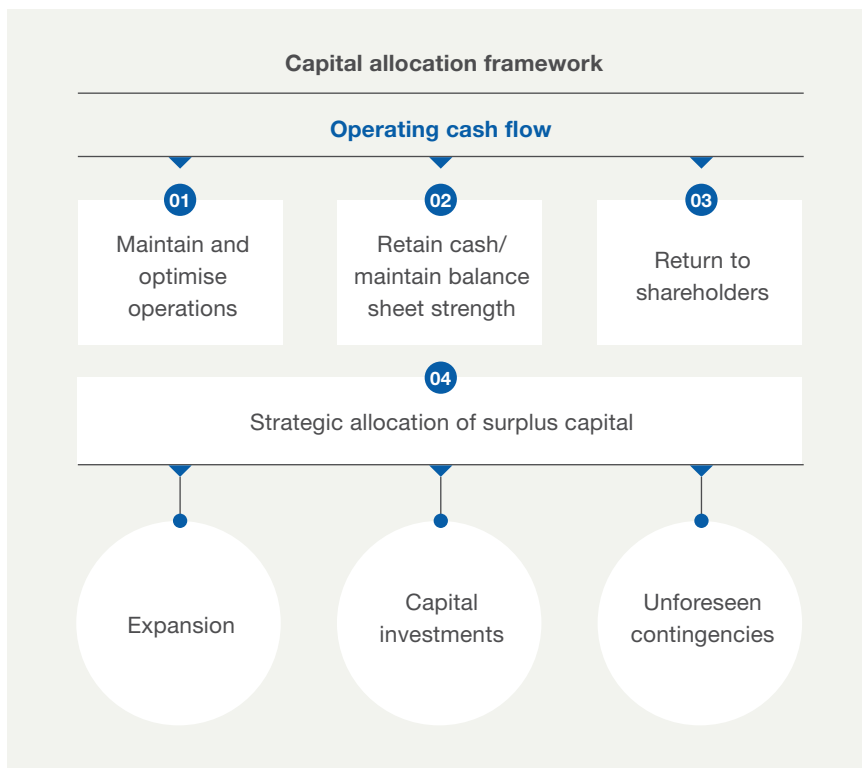 Capital allocation framework
Operating cash flow
01
Maintain and
optimise
operations
02
Retain cash/
maintain balance
sheet strength
03
Return to
shareholders
04
Strategic allocation of surplus capital
Expansion
Capital
investments
Unforeseen
contingencies